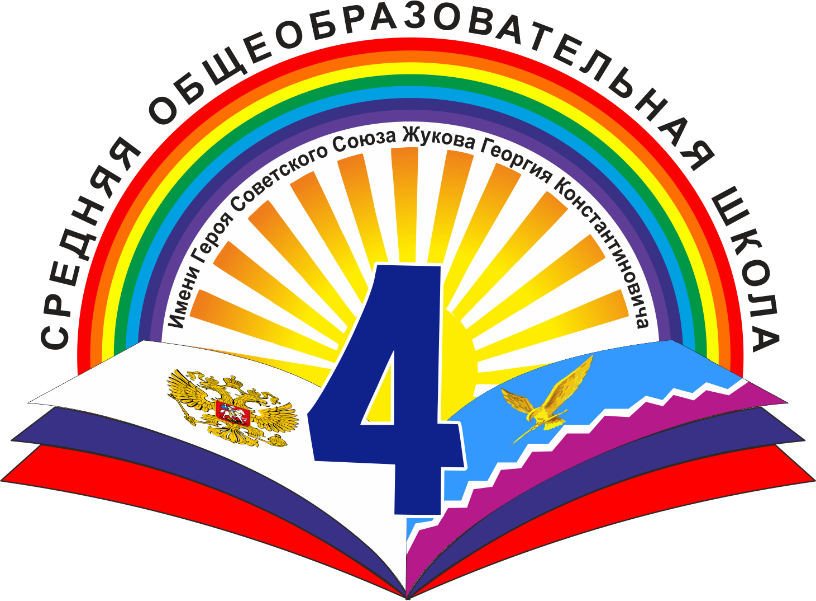 СРЕДНЯЯ ОБЩЕОБРАЗОВАТЕЛЬНАЯ ШКОЛА
Имени Героя Советского Союза Жукова Георгия Константиновича
4